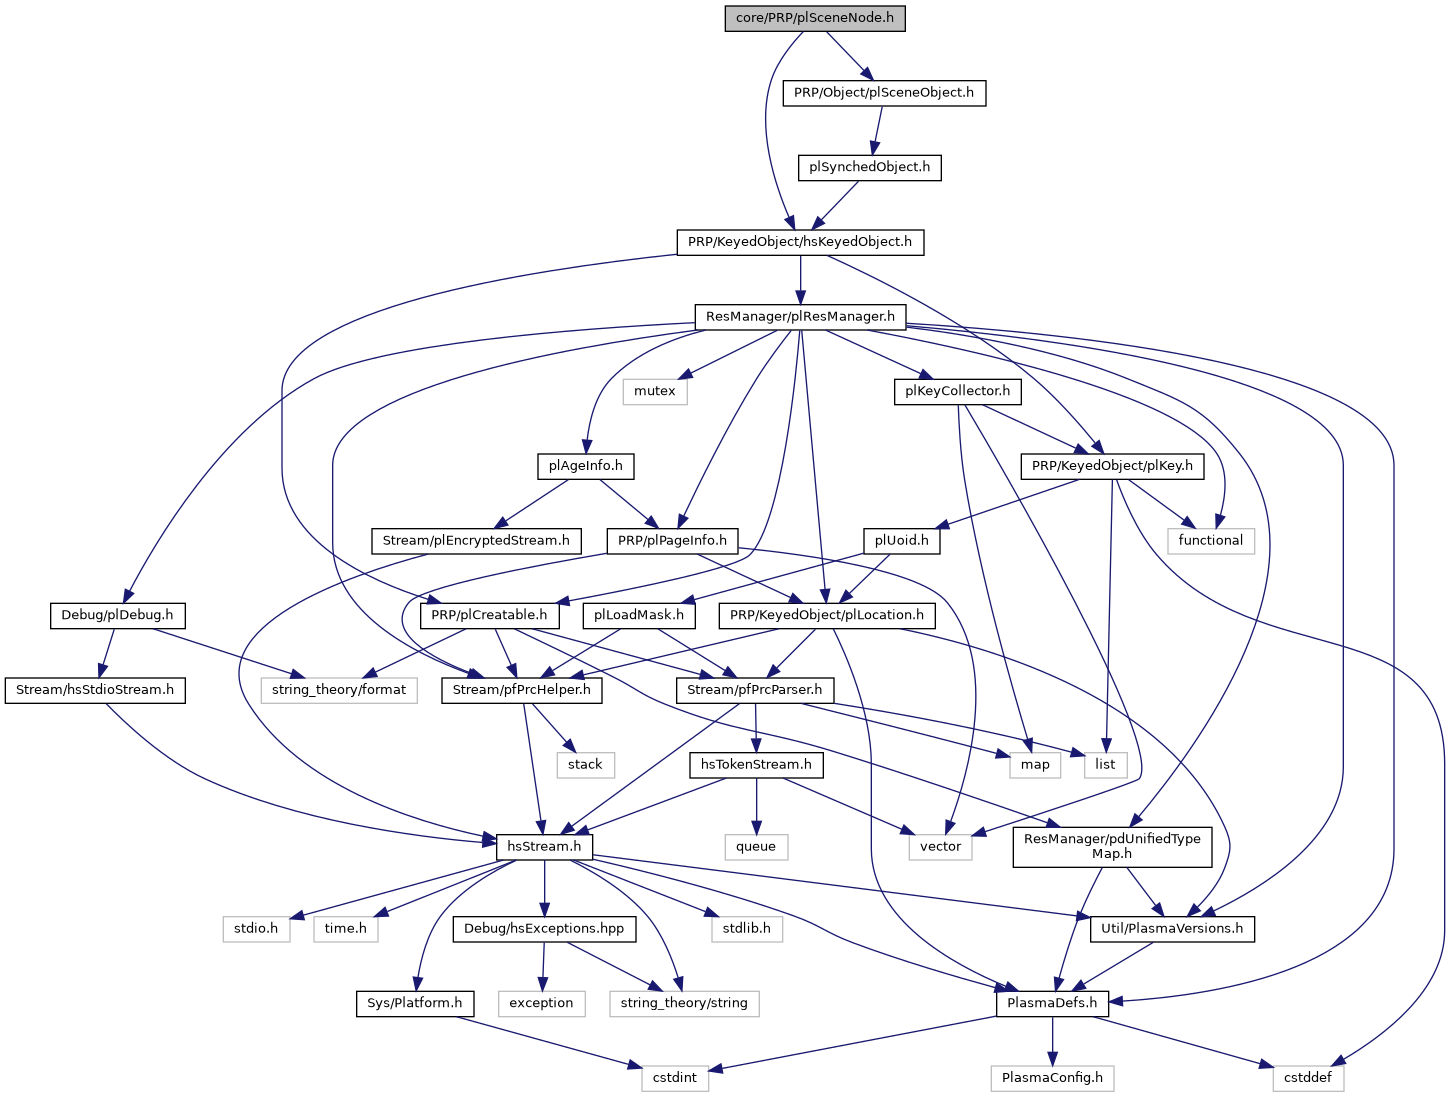 core/PRP/plSceneNode.h
PRP/Object/plSceneObject.h
plSynchedObject.h
PRP/KeyedObject/hsKeyedObject.h
ResManager/plResManager.h
mutex
plKeyCollector.h
plAgeInfo.h
PRP/KeyedObject/plKey.h
Stream/plEncryptedStream.h
PRP/plPageInfo.h
plUoid.h
functional
Debug/plDebug.h
PRP/plCreatable.h
plLoadMask.h
PRP/KeyedObject/plLocation.h
Stream/hsStdioStream.h
string_theory/format
Stream/pfPrcHelper.h
Stream/pfPrcParser.h
stack
hsTokenStream.h
map
list
hsStream.h
queue
vector
ResManager/pdUnifiedType
Map.h
stdio.h
time.h
Debug/hsExceptions.hpp
stdlib.h
Util/PlasmaVersions.h
Sys/Platform.h
exception
string_theory/string
PlasmaDefs.h
cstdint
PlasmaConfig.h
cstddef